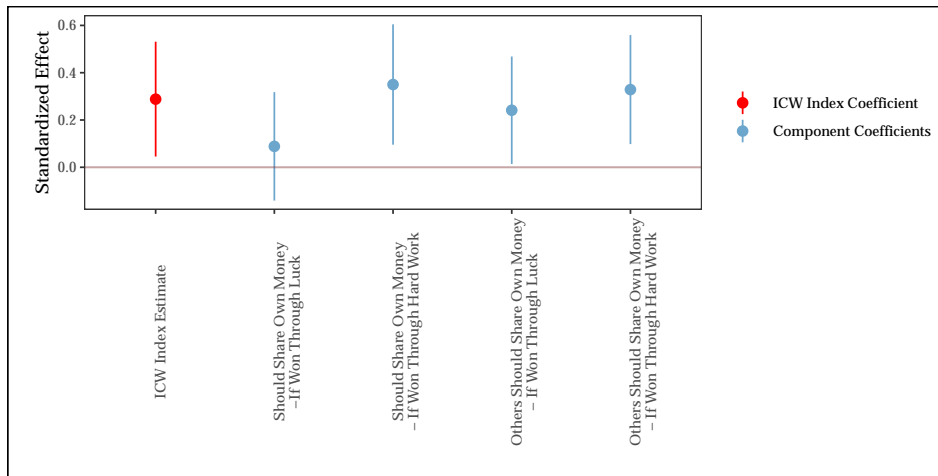 Standardized Effect
0.6
0.4
0.2
0.0
ICW Index Estimate
Should Share Own Money
–If Won Through Luck
Should Share Own Money
– If Won Through Hard Work
Others Should Share Own Money
– If Won Through Luck
Others Should Share Own Money
– If Won Through Hard Work
ICW Index Coefficient
Component Coefficients